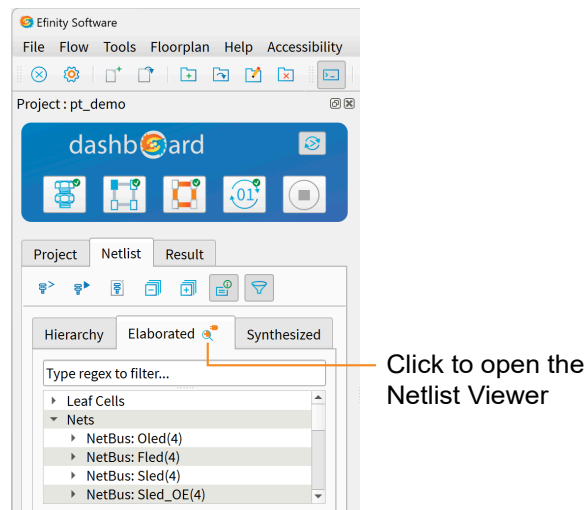 Efinity Software
File Flow Tools Floorplan Help Accessibility
Project : pt_demo
dashboard
01
Project Netlist Result
Hierarchy Elaborated Synthesized
Type regex to filter...
Leaf Cells
Nets
NetBus: Oled(4)
NetBus: Fled(4)
NetBus: Sled(4)
NetBus: Sled_OE(4)
Click to open the
Netlist Viewer